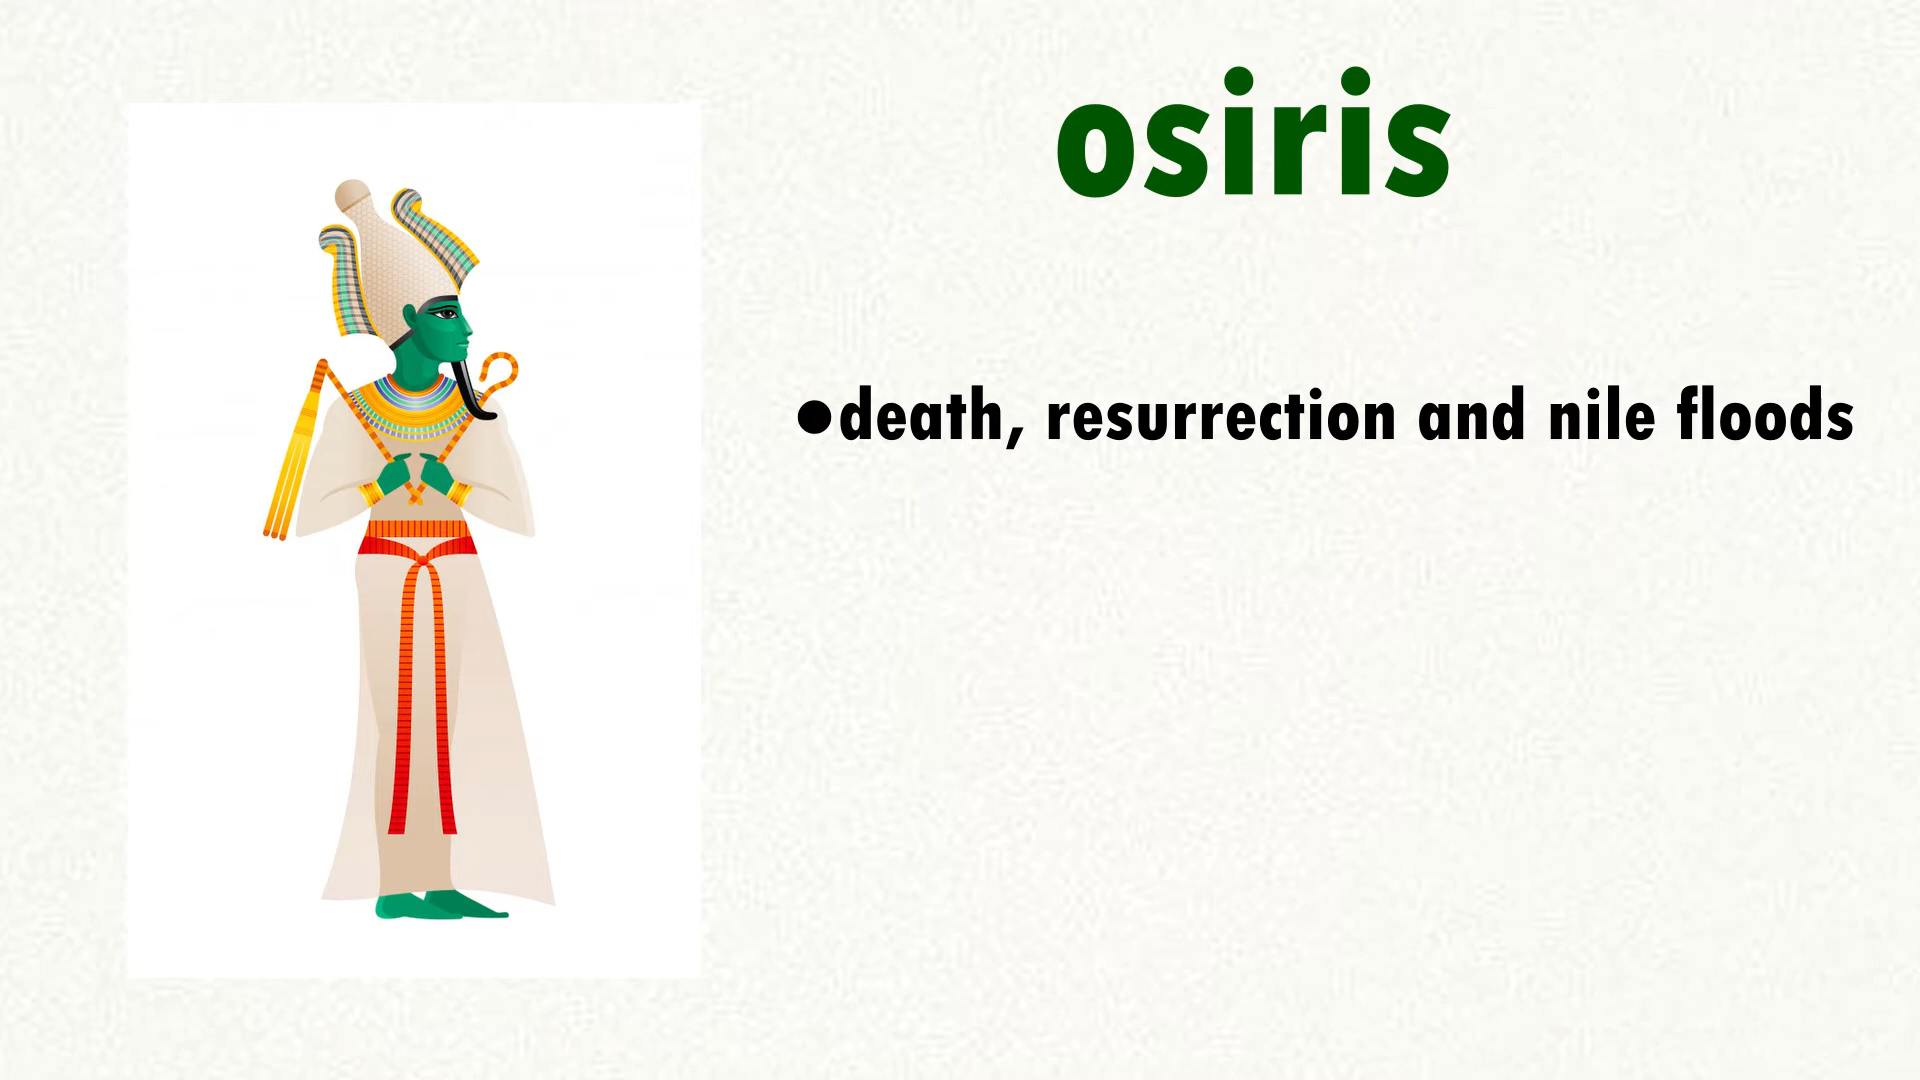 osiris
•death, resurrection and nile floods